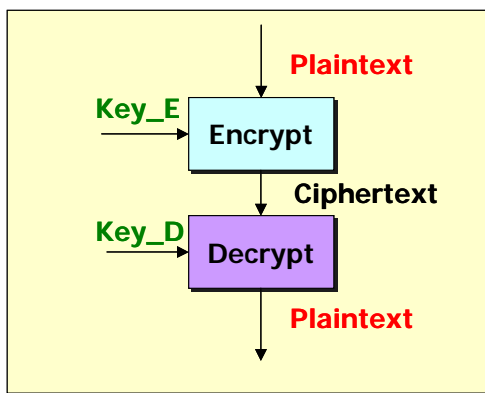 Plaintext
Key_E
Encrypt
Ciphertext
Key_D
Decrypt
Plaintext